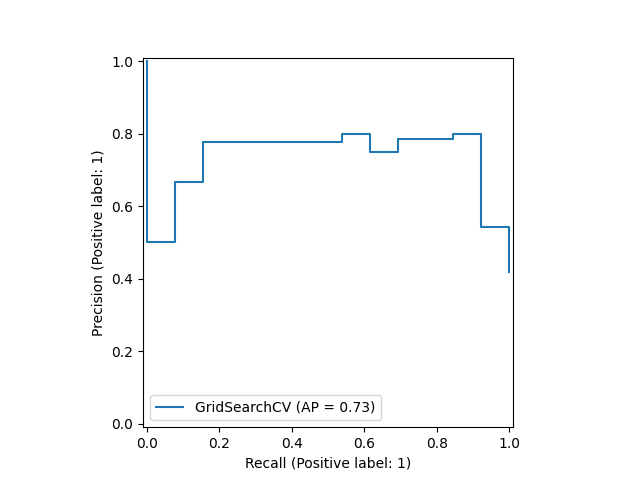 1.0
0.8
0.6
0.4
0.2
0.0
Precision (Positive label: 1)
GridSearchCV (AP = 0.73)
0.0 0.2 0.4 0.6 0.8 1.0
Recall (Positive label: 1)